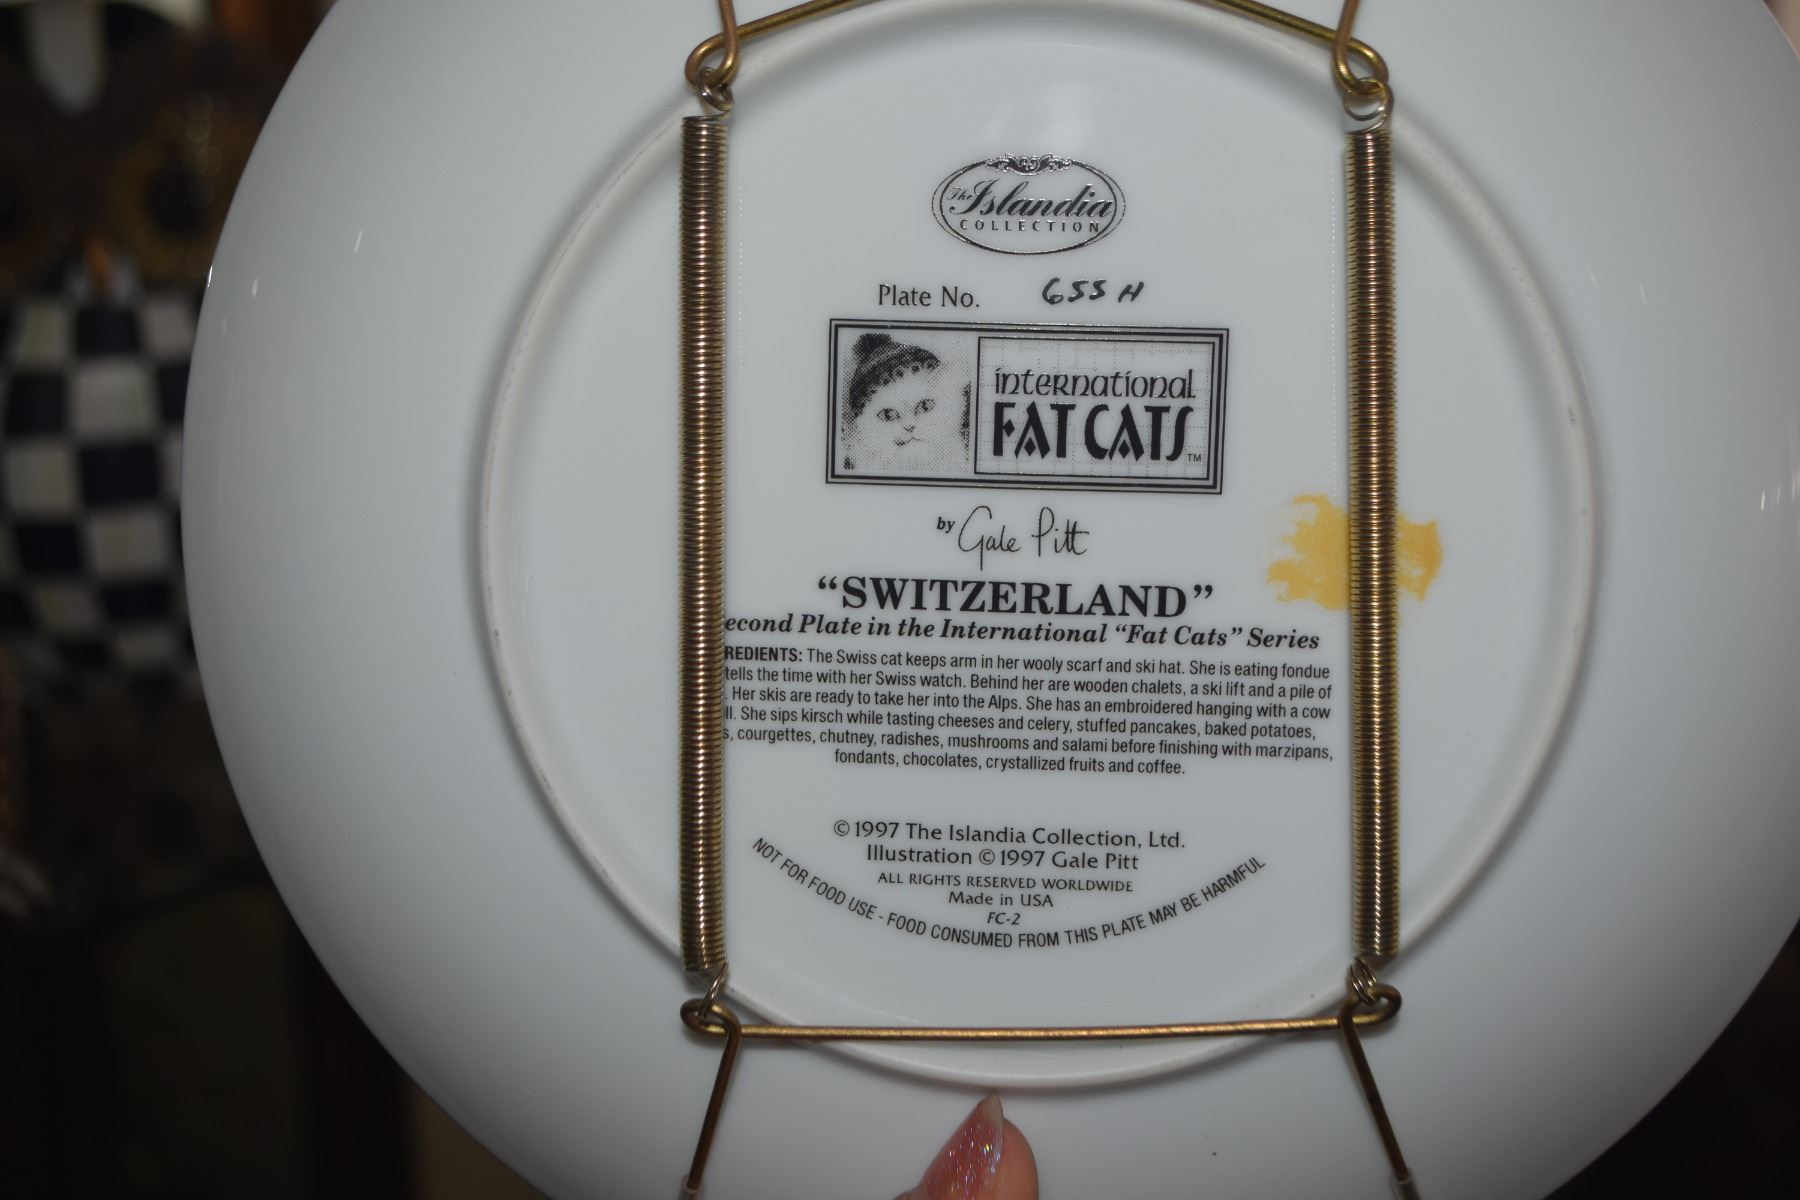 The Islandia
COLLECTION
Plate No. 655 H
international
FAT CATS TM
by Gale Pitt
“SWITZERLAND”
econd Plate in the International “Fat Cats” Series
REDIENTS: The Swiss cat keeps arm in her wooly scarf and ski hat. She is eating fondue
tells the time with her Swiss watch. Behind her are wooden chalets, a ski lift and a pile of
. Her skis are ready to take her into the Alps. She has an embroidered hanging with a cow
ll. She sips kirsch while tasting cheeses and celery, stuffed pancakes, baked potatoes,
s, courgettes, chutney, radishes, mushrooms and salami before finishing with marzipans,
fondants, chocolates, crystallized fruits and coffee.
© 1997 The Islandia Collection, Ltd.
Illustration © 1997 Gale Pitt
ALL RIGHTS RESERVED WORLDWIDE
Made in USA
FC-2
NOT FOR FOOD USE - FOOD CONSUMED FROM THIS PLATE MAY BE HARMFUL